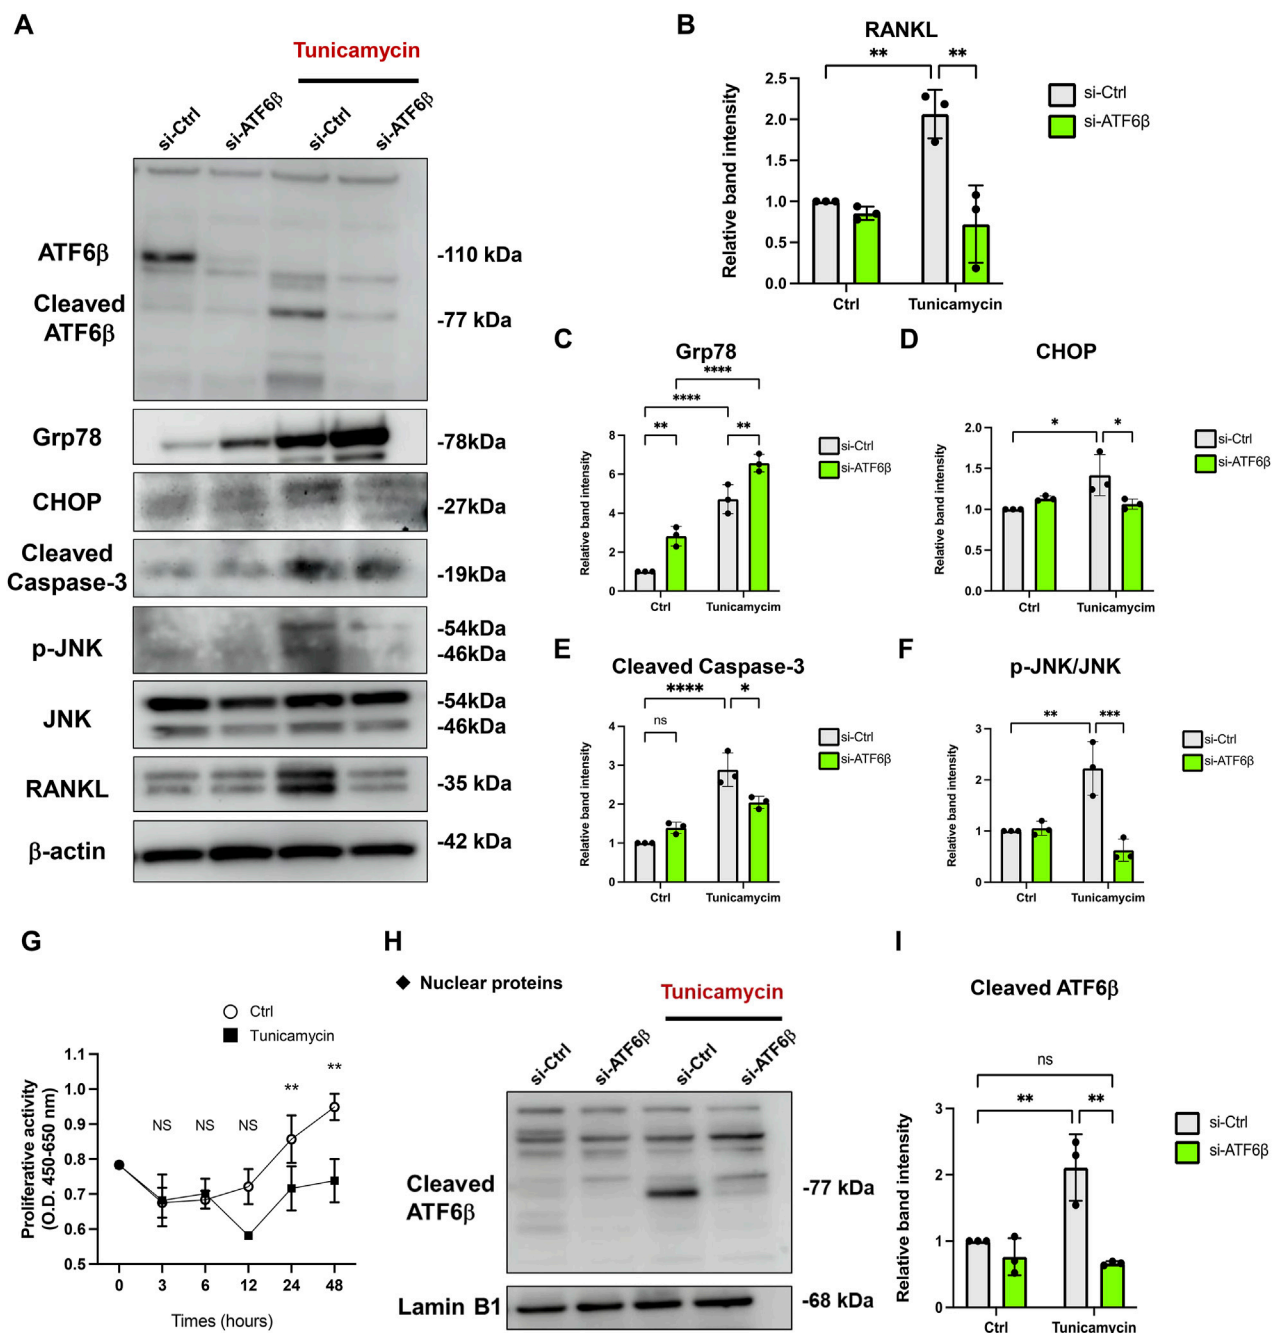 A
Tunicamycin
si-Ctrl
si-ATF6β
si-Ctrl
si-ATF6β
ATF6β
-110 kDa
Cleaved
ATF6β
-77 kDa
Grp78
-78kDa
CHOP
-27kDa
Cleaved
Caspase-3
-19kDa
p-JNK
-54kDa
-46kDa
JNK
-54kDa
-46kDa
RANKL
-35 kDa
β-actin
-42 kDa
B
RANKL
**
**
Relative band intensity
2.5
2.0
1.5
1.0
0.5
0.0
Ctrl
Tunicamycin
si-Ctrl
si-ATF6β
C
Grp78
****
****
**
**
Relative band intensity
8
6
4
2
0
Ctrl
Tunicamycim
si-Ctrl
si-ATF6β
D
CHOP
*
*
Relative band intensity
2.0
1.5
1.0
0.5
0.0
Ctrl
Tunicamycim
si-Ctrl
si-ATF6β
E
Cleaved Caspase-3
****
*
ns
Relative band intensity
4
3
2
1
0
Ctrl
Tunicamycim
si-Ctrl
si-ATF6β
F
p-JNK/JNK
**
***
Relative band intensity
3
2
1
0
Ctrl
Tunicamycim
si-Ctrl
si-ATF6β
G
Ctrl
Tunicamycin
Proliferative activity
(O.D. 450-650 nm)
1.1
1.0
0.9
0.8
0.7
0.6
0.5
NS
NS
NS
**
**
0
3
6
12
24
48
Times (hours)
H
◆ Nuclear proteins
Tunicamycin
si-Ctrl
si-ATF6β
si-Ctrl
si-ATF6β
Cleaved
ATF6β
-77 kDa
Lamin B1
-68 kDa
I
Cleaved ATF6β
ns
**
**
Relative band intensity
3
2
1
0
Ctrl
Tunicamycin
si-Ctrl
si-ATF6β